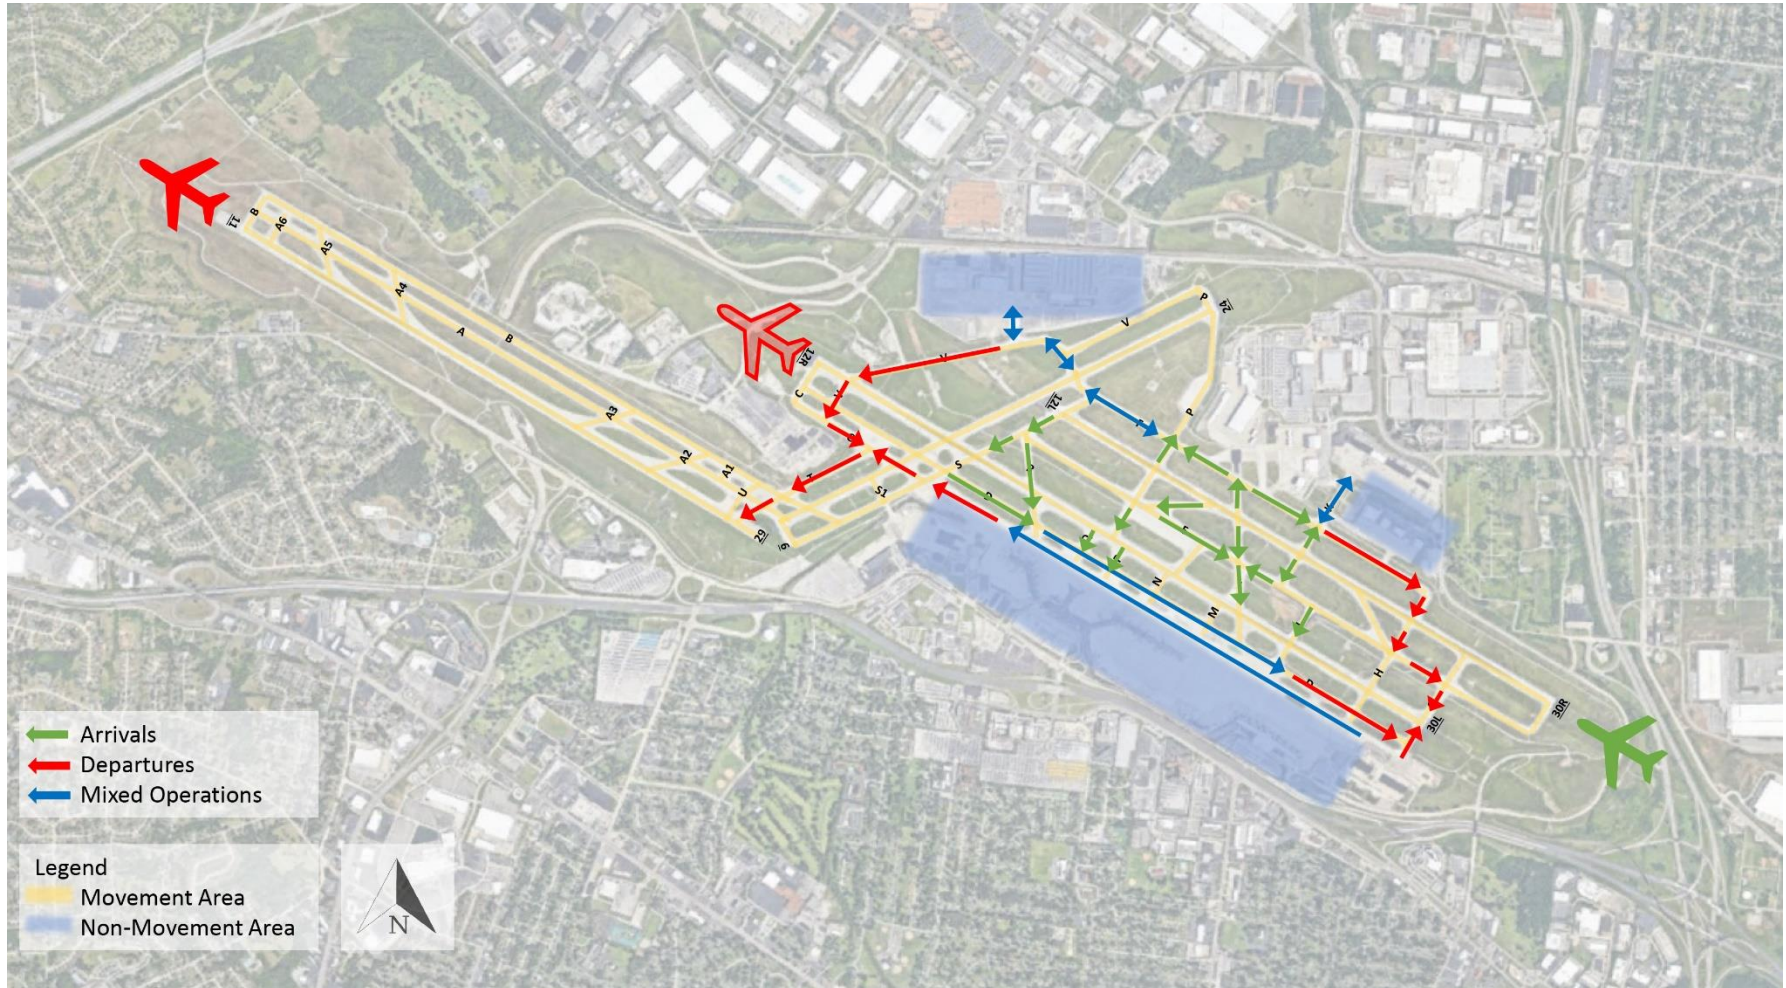 11
B
A6
A5
A4
A
B
A3
A2
A1
U
29
6
12R
C
V
P
24
12L
P
S
S1
N
M
H
30L
30R
Arrivals
Departures
Mixed Operations
Legend
Movement Area
Non-Movement Area
N